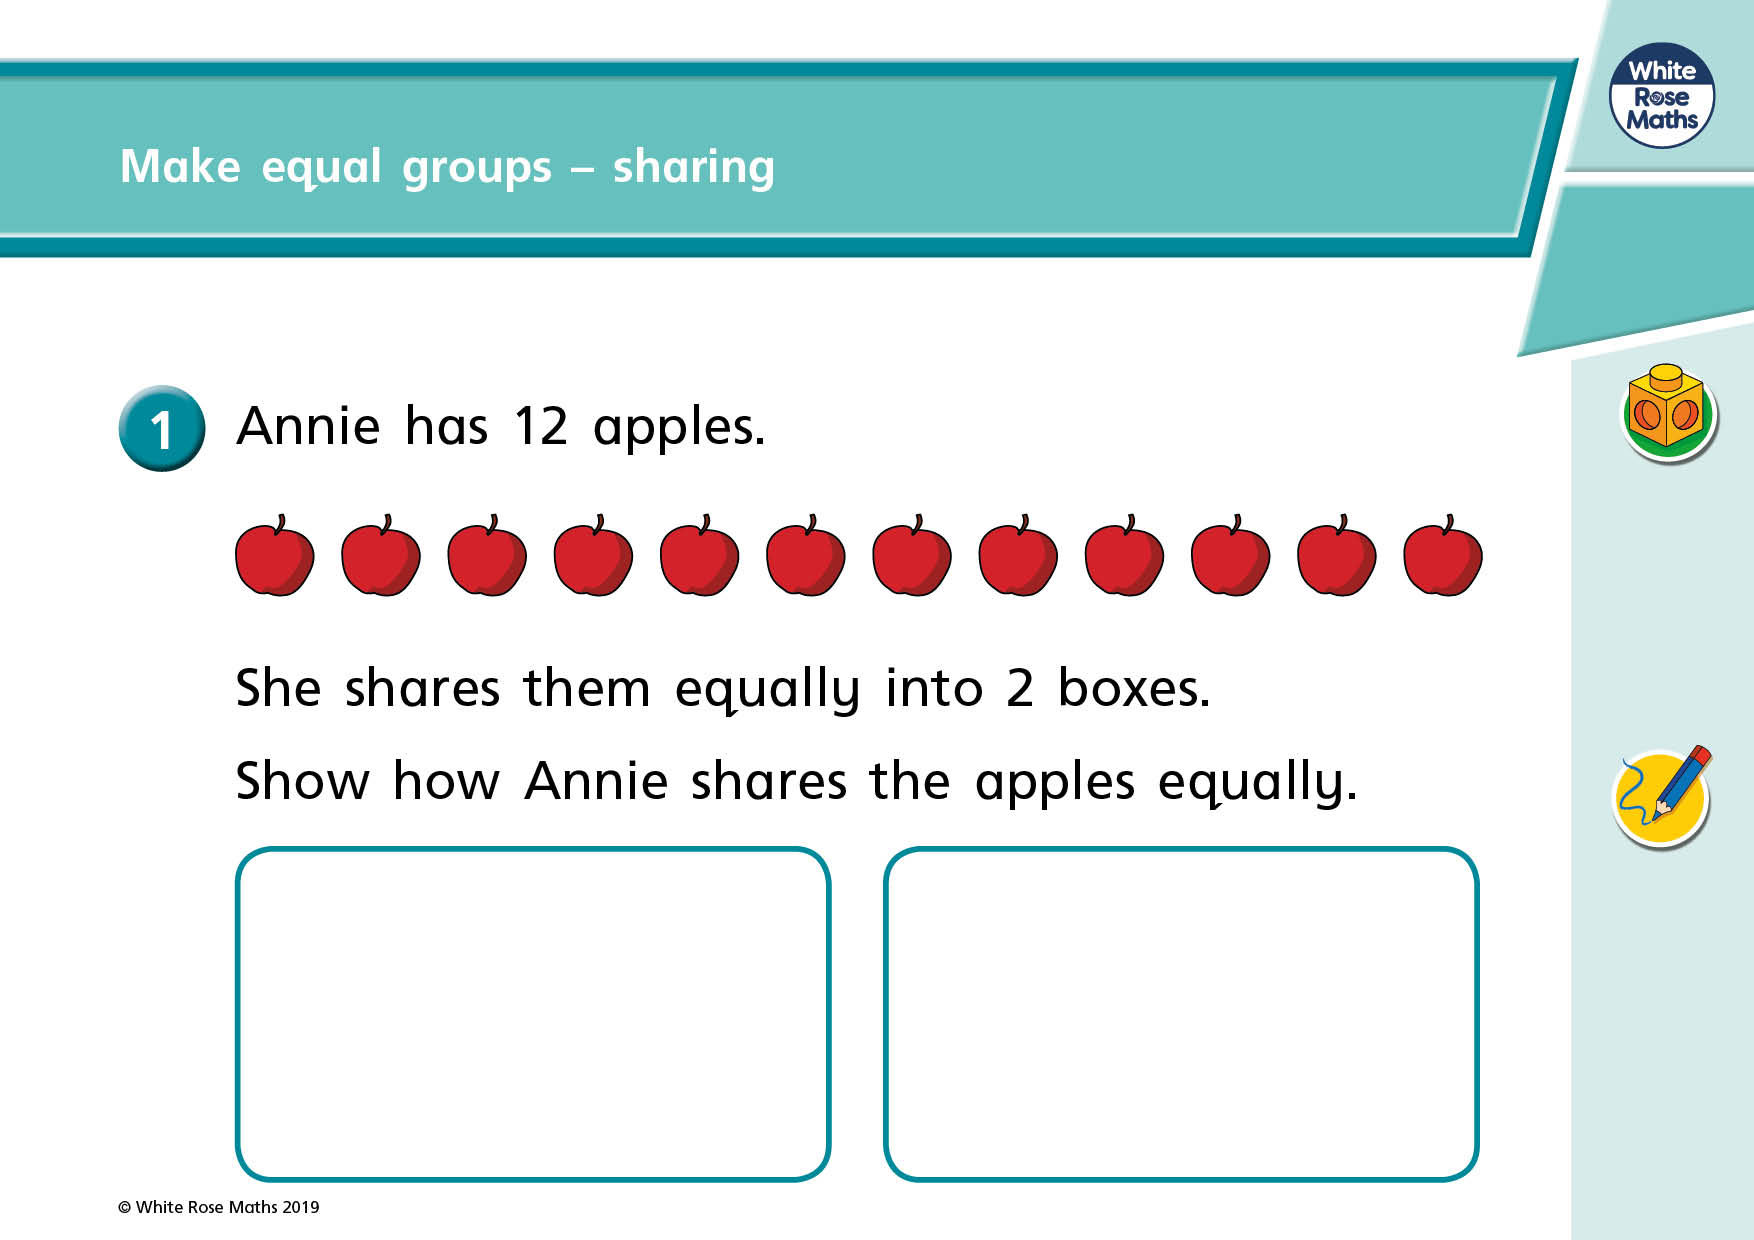 White
Rose
Maths
Make equal groups – sharing
1 Annie has 12 apples.
She shares them equally into 2 boxes.
Show how Annie shares the apples equally.
© White Rose Maths 2019